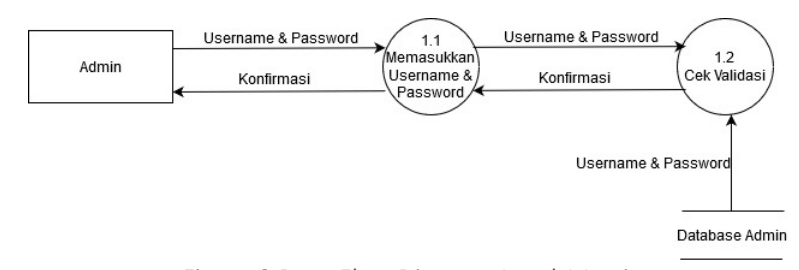 Username & Password
Admin
Konfirmasi
1.1
Memasukkan
Username &
Password
Username & Password
Konfirmasi
1.2
Cek Validasi
Username & Password
Database Admin